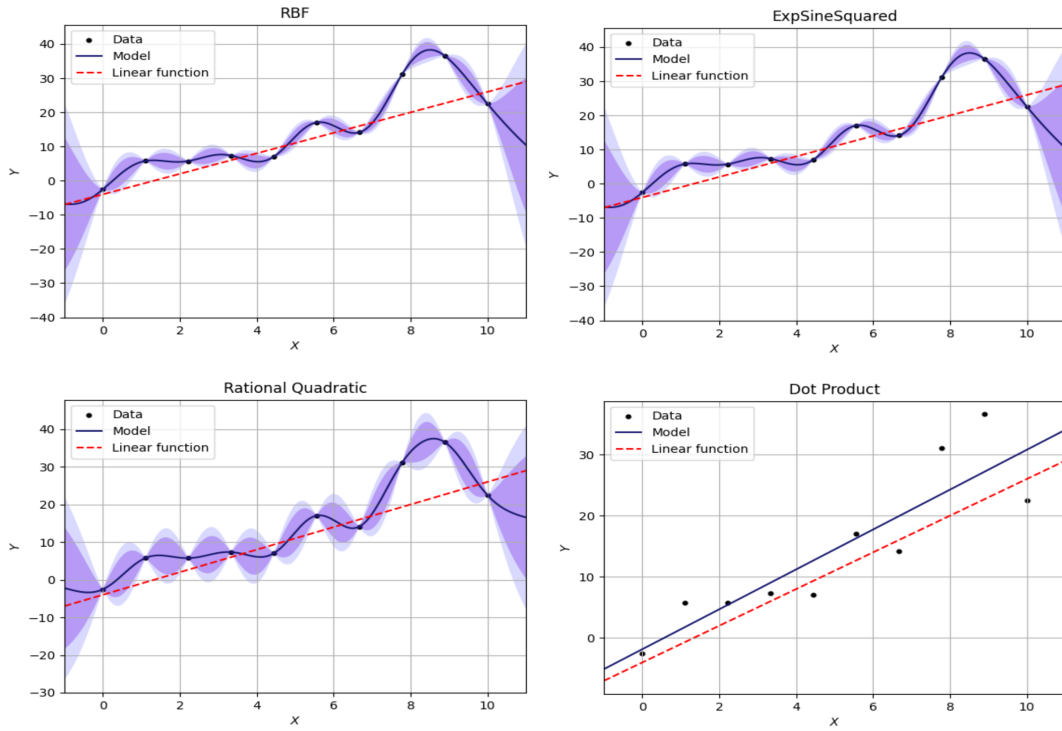 RBF
Data
Model
Linear function
40
30
20
10
0
−10
−20
−30
−40
Y
0
2
4
6
8
10
X
ExpSineSquared
Data
Model
Linear function
40
30
20
10
0
−10
−20
−30
−40
Y
0
2
4
6
8
10
X
Rational Quadratic
Data
Model
Linear function
40
30
20
10
0
−10
−20
−30
Y
0
2
4
6
8
10
X
Dot Product
Data
Model
Linear function
30
20
10
0
Y
0
2
4
6
8
10
X